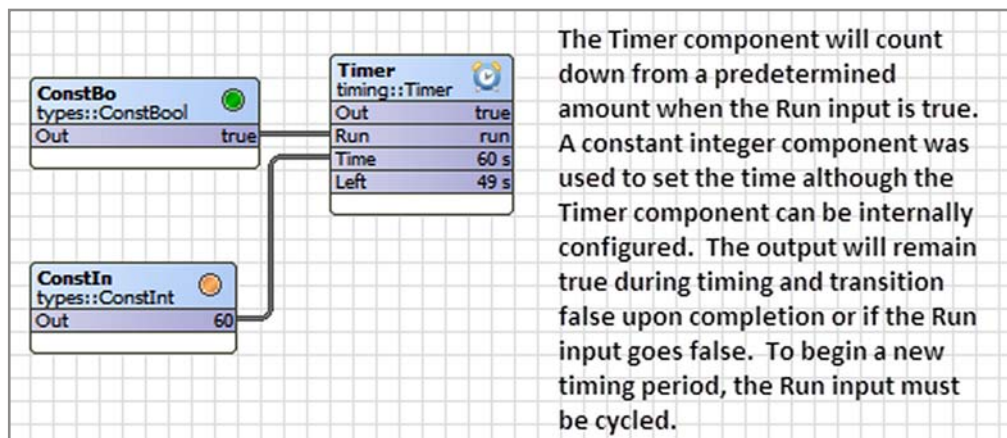 ConstBo
types::ConstBool
Out true
Timer
timing::Timer
Out true
Run run
Time 60 s
Left 49 s
ConstIn
types::ConstInt
Out 60
The Timer component will count
down from a predetermined
amount when the Run input is true.
A constant integer component was
used to set the time although the
Timer component can be internally
configured.  The output will remain
true during timing and transition
false upon completion or if the Run
input goes false.  To begin a new
timing period, the Run input must
be cycled.